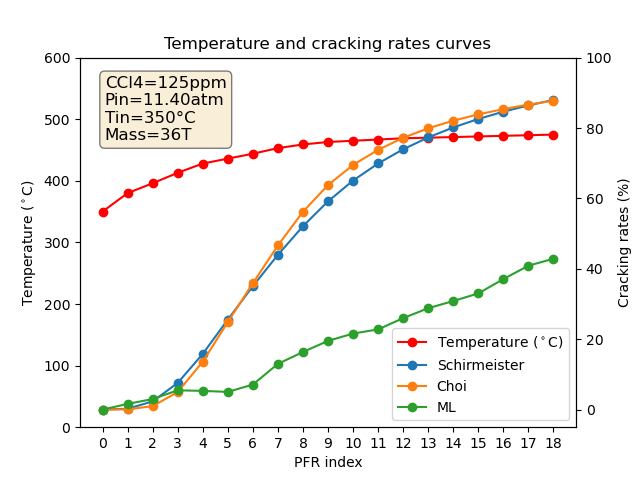 Temperature and cracking rates curves
CCl4=125ppm
Pin=11.40atm
Tin=350°C
Mass=36T
600
500
400
300
200
100
0
Temperature (°C)
100
80
60
40
20
0
Cracking rates (%)
Temperature (°C)
Schirmeister
Choi
ML
0 1 2 3 4 5 6 7 8 9 10 11 12 13 14 15 16 17 18
PFR index